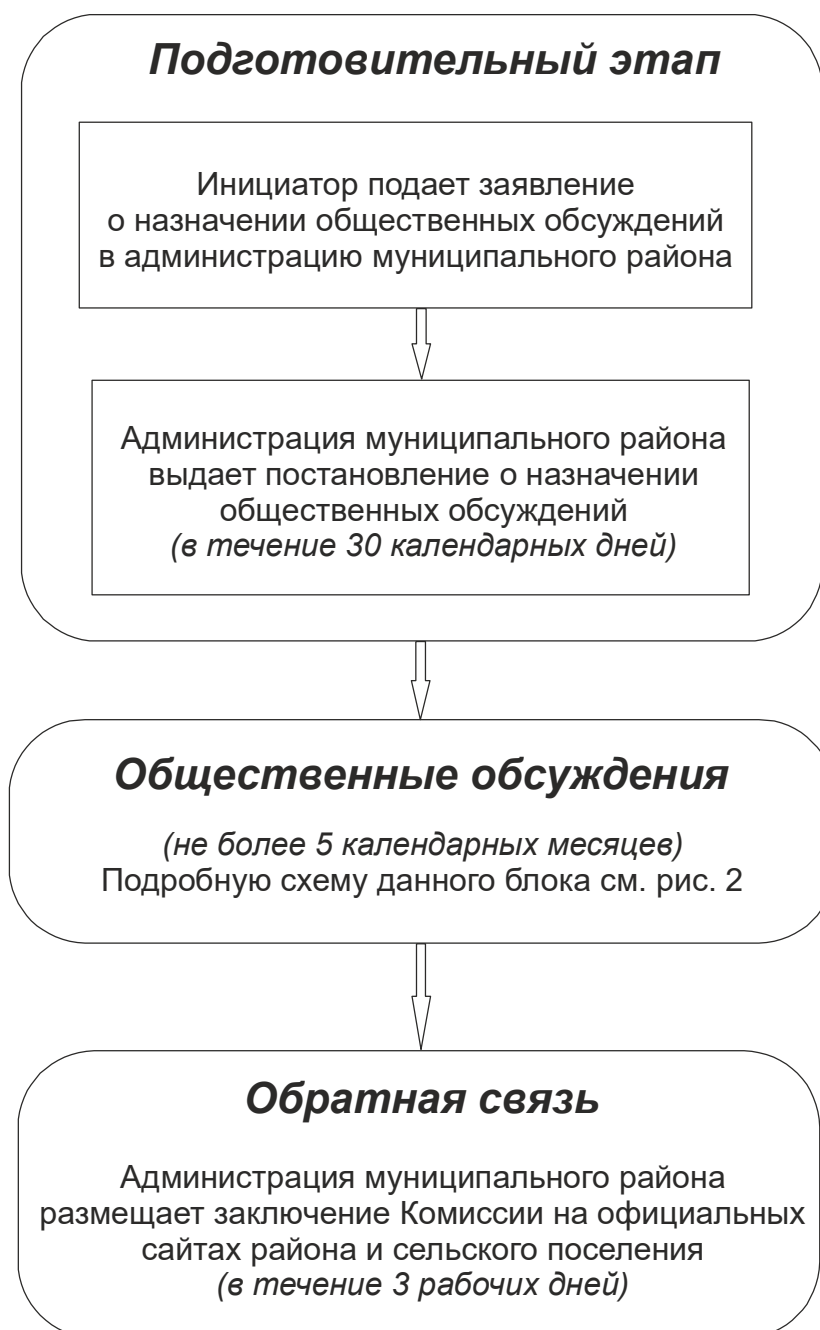 Подготовительный этап
Инициатор подает заявление
о назначении общественных обсуждений
в администрацию муниципального района
Администрация муниципального района
выдает постановление о назначении
общественных обсуждений
(в течение 30 календарных дней)
Общественные обсуждения
(не более 5 календарных месяцев)
Подробную схему данного блока см. рис. 2
Обратная связь
Администрация муниципального района
размещает заключение Комиссии на официальных
сайтах района и сельского поселения
(в течение 3 рабочих дней)